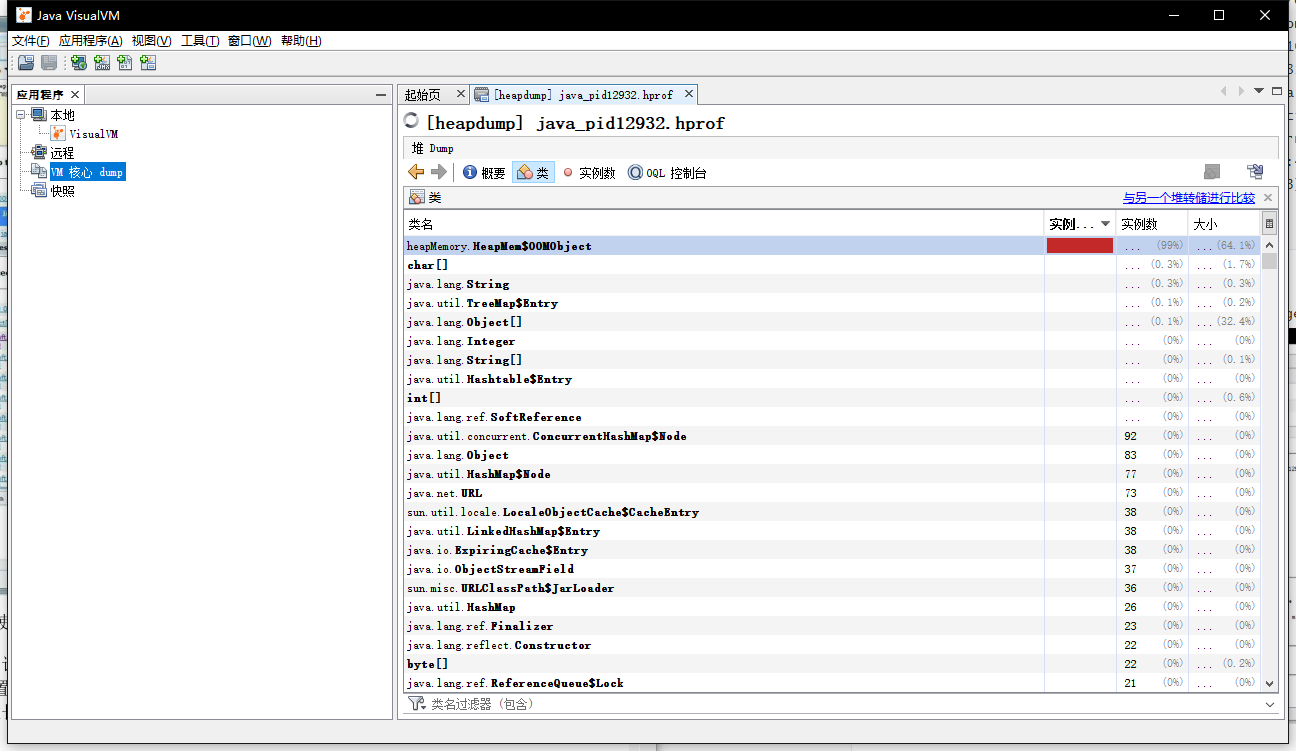 Java VisualVM
文件(F) 应用程序(A) 视图(V) 工具(T) 窗口(W) 帮助(H)
应用程序
本地
VisualVM
远程
VM 核心 dump
快照
起始页 [heapdump] java_pid12932.hprof
[heapdump] java_pid12932.hprof
堆 Dump
概要 类 实例数 OQL 控制台
类 与另一个堆转储进行比较
类名 实例... 实例数 大小
heapMemory.HeapMem$OOMObject ... (99%) ... (64.1%)
char[] ... (0.3%) ... (1.7%)
java.lang.String ... (0.3%) ... (0.3%)
java.util.TreeMap$Entry ... (0.1%) ... (0.2%)
java.lang.Object[] ... (0.1%) ... (32.4%)
java.lang.Integer ... (0%) ... (0%)
java.lang.String[] ... (0%) ... (0.1%)
java.util.Hashtable$Entry ... (0%) ... (0%)
int[] ... (0%) ... (0.6%)
java.lang.ref.SoftReference ... (0%) ... (0%)
java.util.concurrent.ConcurrentHashMap$Node 92 (0%) ... (0%)
java.lang.Object 83 (0%) ... (0%)
java.util.HashMap$Node 77 (0%) ... (0%)
java.net.URL 73 (0%) ... (0%)
sun.util.locale.LocaleObjectCache$CacheEntry 38 (0%) ... (0%)
java.util.LinkedHashMap$Entry 38 (0%) ... (0%)
java.io.ExpiringCache$Entry 38 (0%) ... (0%)
java.io.ObjectStreamField 37 (0%) ... (0%)
sun.misc.URLClassPath$JarLoader 36 (0%) ... (0%)
java.util.HashMap 26 (0%) ... (0%)
java.lang.ref.Finalizer 23 (0%) ... (0%)
java.lang.reflect.Constructor 22 (0%) ... (0%)
byte[] 22 (0%) ... (0.2%)
java.lang.ref.ReferenceQueue$Lock 21 (0%) ... (0%)
类名过滤器 (包含)